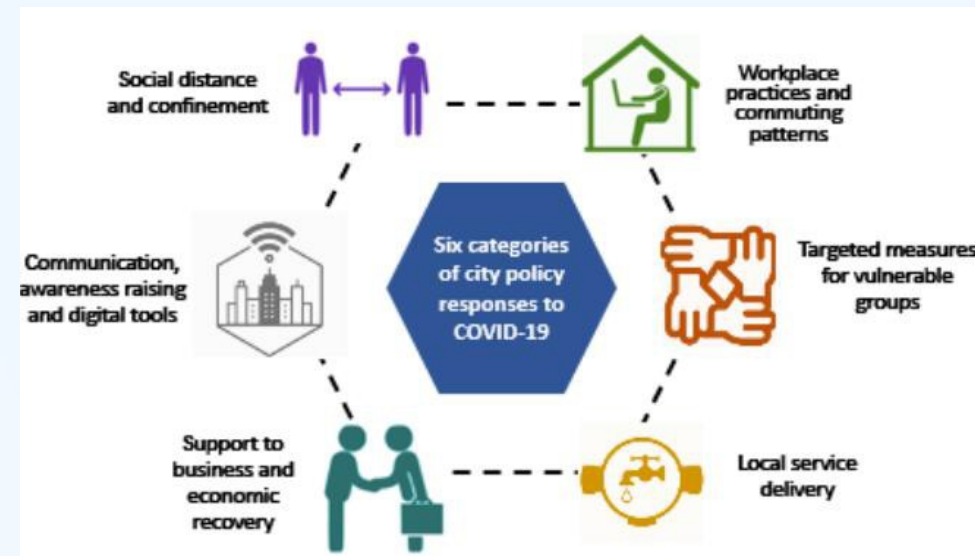 Social distance
and confinement
Workplace
practices and
commuting
patterns
Communication,
awareness raising
and digital tools
Six categories
of city policy
responses to
COVID-19
Targeted measures
for vulnerable
groups
Support to
business and
economic
recovery
Local service
delivery